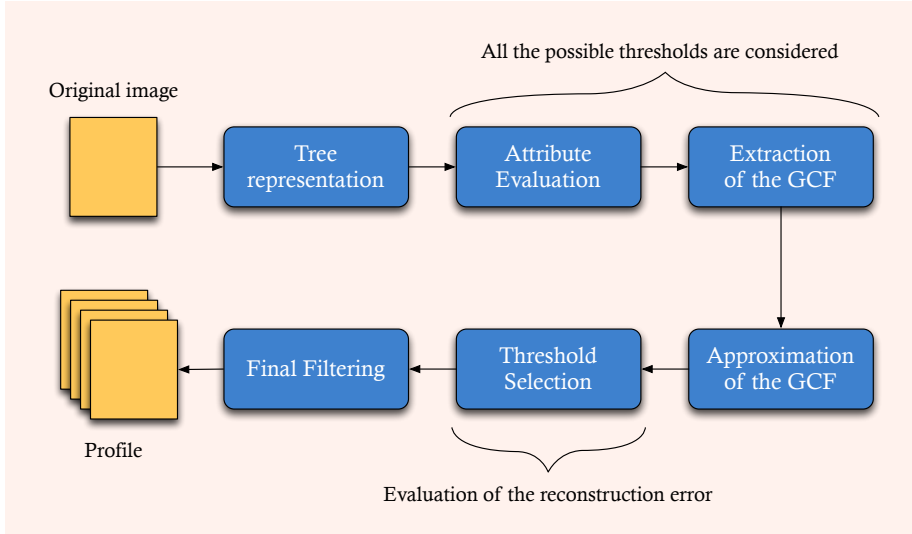 All the possible thresholds are considered
Original image
Tree
representation
Attribute
Evaluation
Extraction
of the GCF
Approximation
of the GCF
Threshold
Selection
Final Filtering
Profile
Evaluation of the reconstruction error